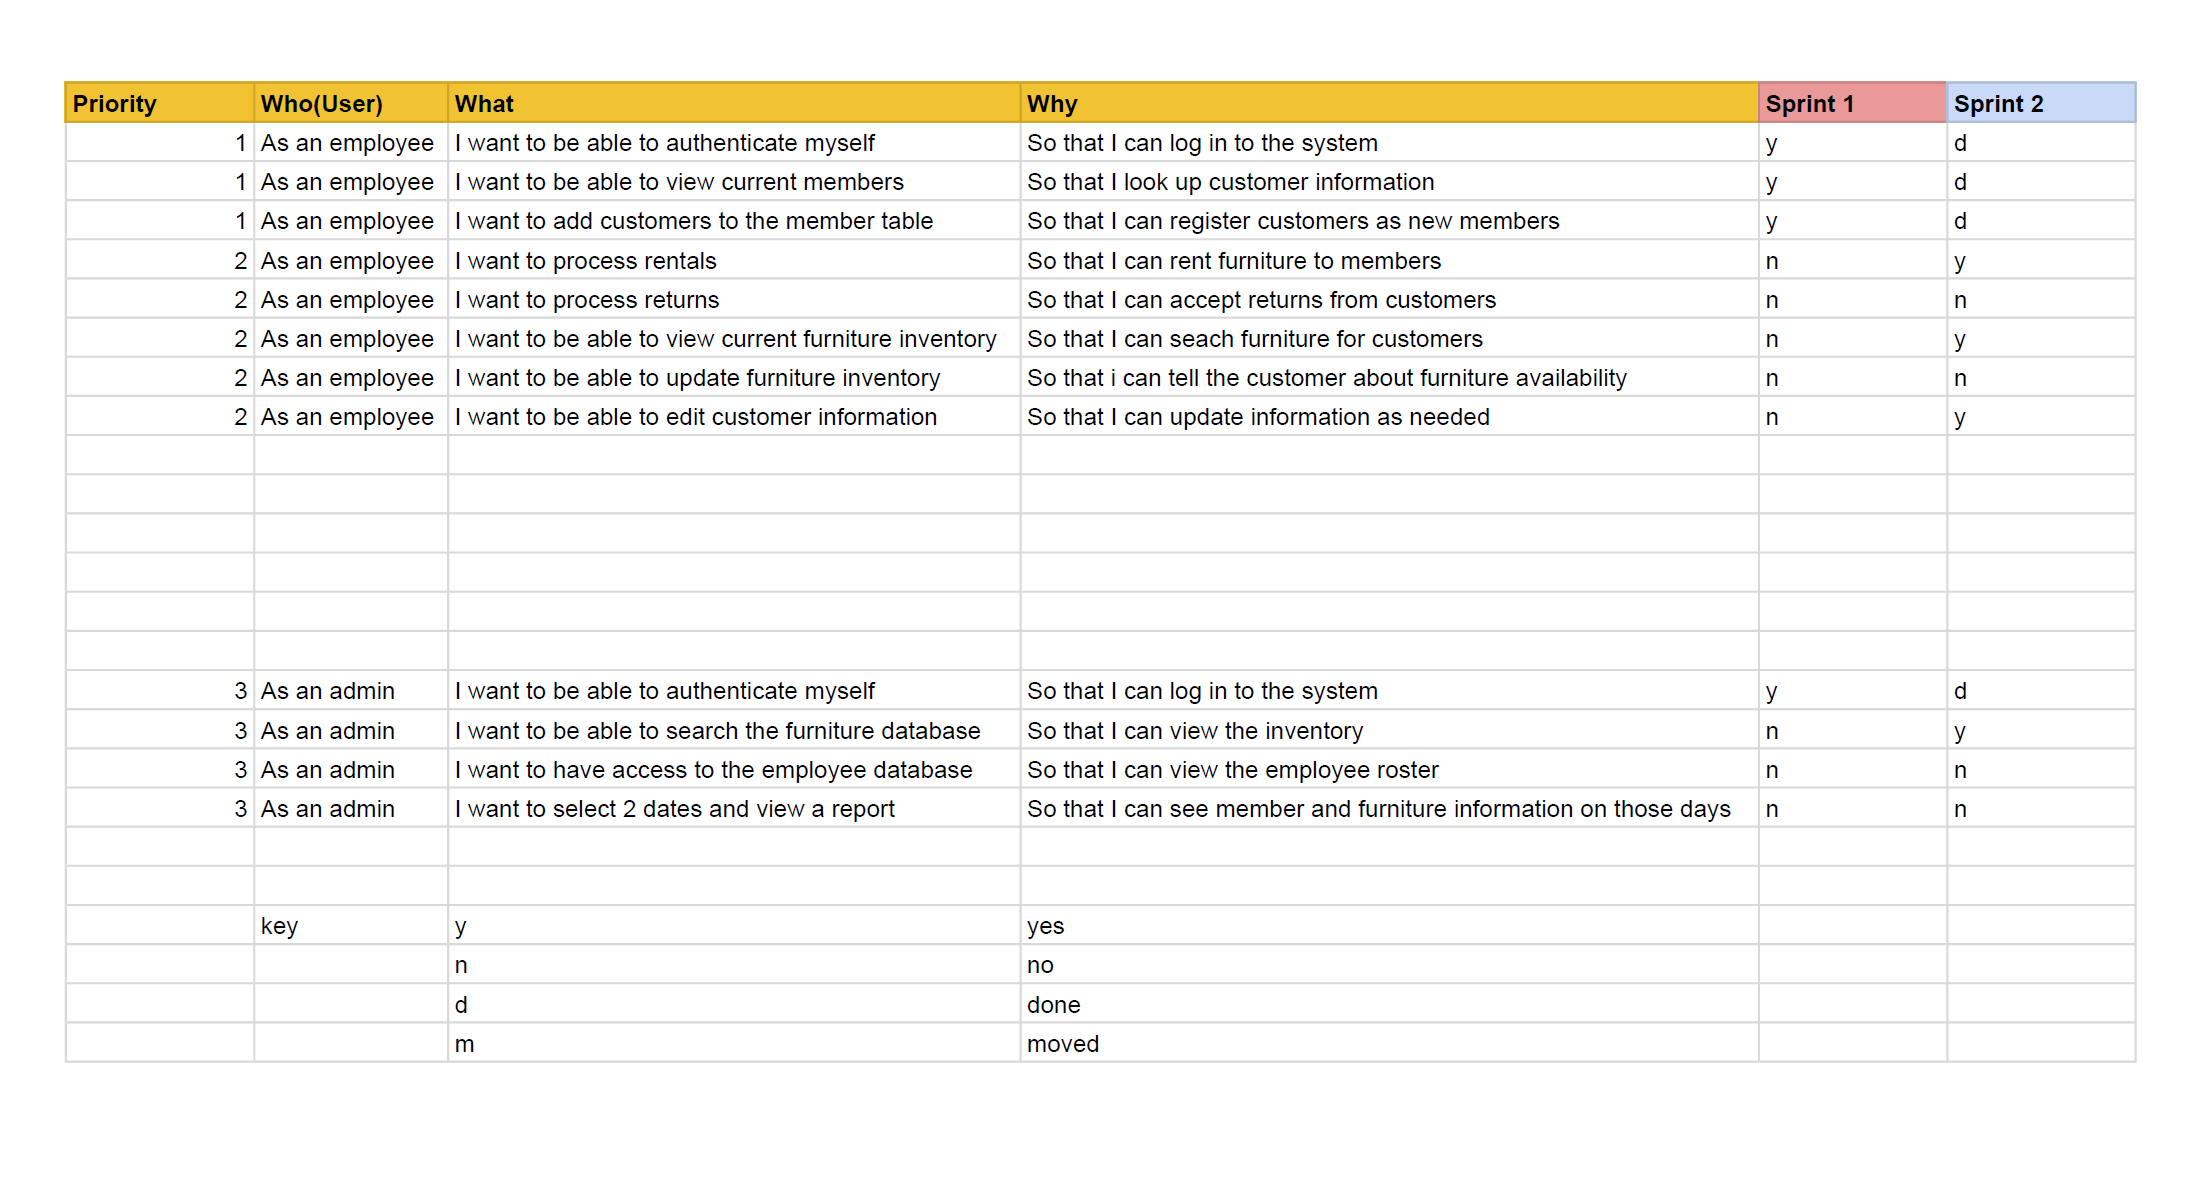 Priority Who(User) What Why Sprint 1 Sprint 2
1 As an employee I want to be able to authenticate myself So that I can log in to the system y d
1 As an employee I want to be able to view current members So that I look up customer information y d
1 As an employee I want to add customers to the member table So that I can register customers as new members y d
2 As an employee I want to process rentals So that I can rent furniture to members n y
2 As an employee I want to process returns So that I can accept returns from customers n n
2 As an employee I want to be able to view current furniture inventory So that I can seach furniture for customers n y
2 As an employee I want to be able to update furniture inventory So that i can tell the customer about furniture availability n n
2 As an employee I want to be able to edit customer information So that I can update information as needed n y
3 As an admin I want to be able to authenticate myself So that I can log in to the system y d
3 As an admin I want to be able to search the furniture database So that I can view the inventory n y
3 As an admin I want to have access to the employee database So that I can view the employee roster n n
3 As an admin I want to select 2 dates and view a report So that I can see member and furniture information on those days n n
key y yes
n no
d done
m moved